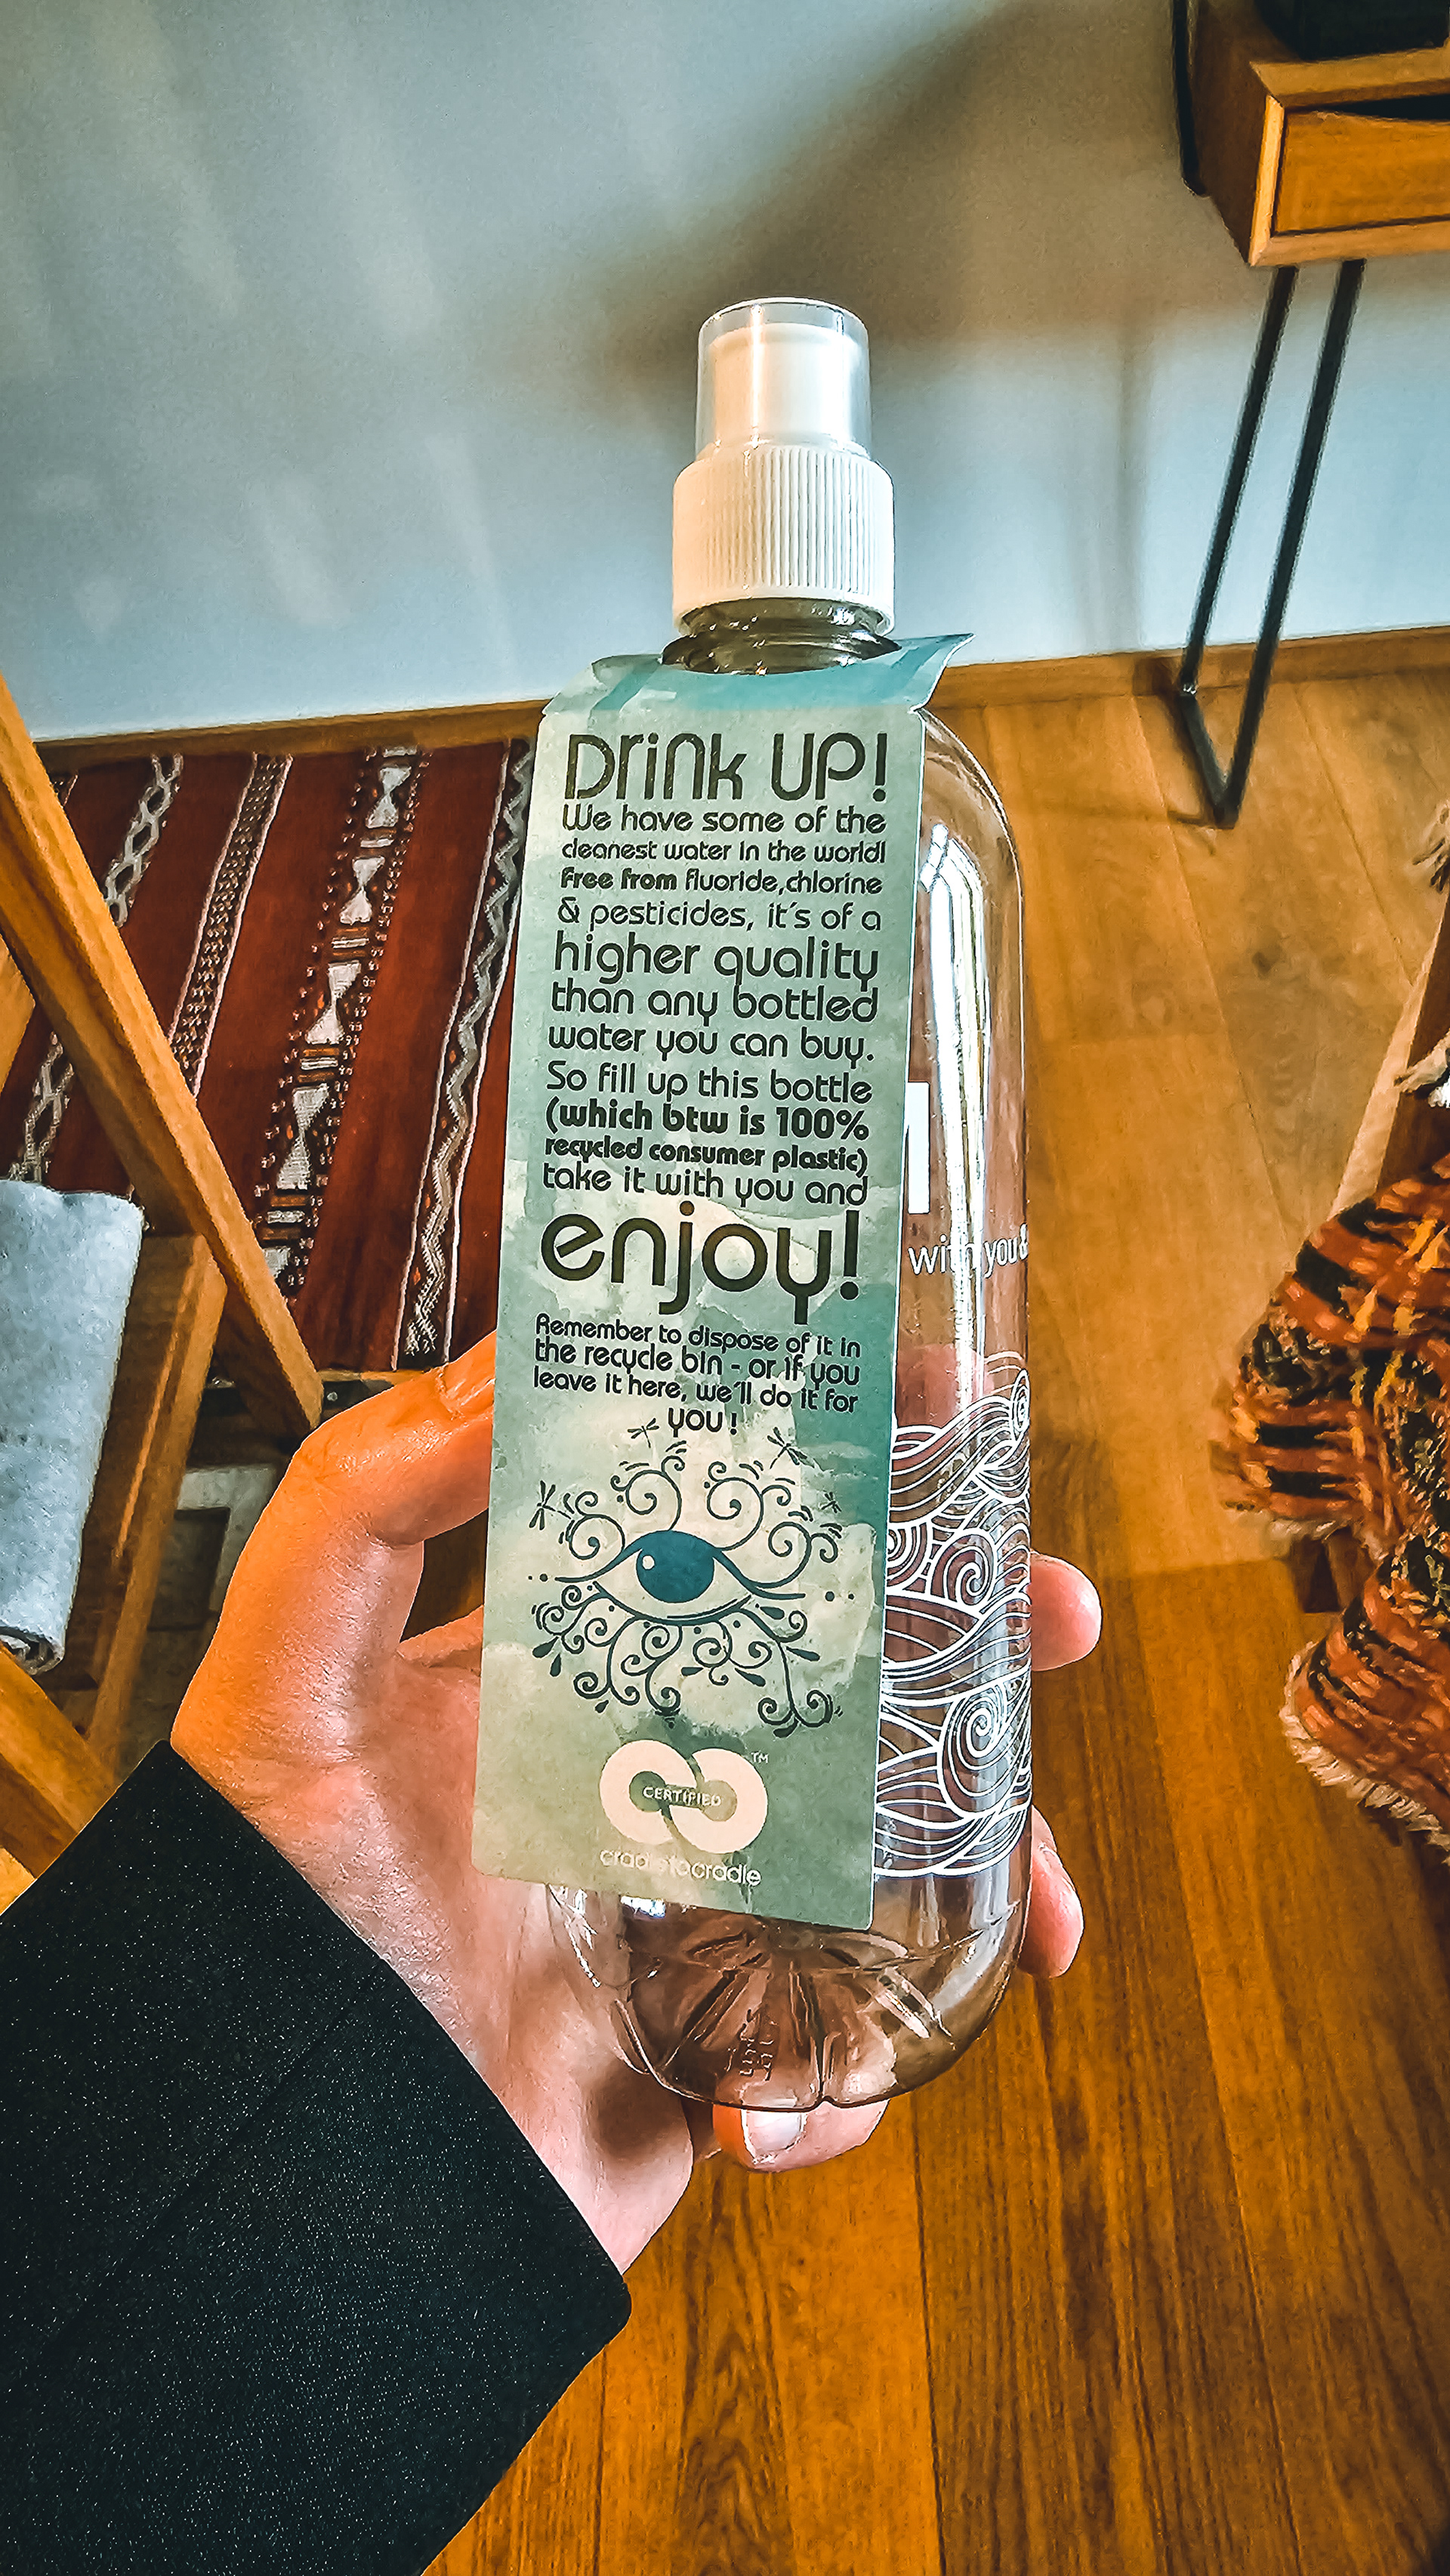 Drink UP!
We have some of the
cleanest water in the world!
Free from fluoride,chlorine
& pesticides, it´s of a
higher quality
than any bottled
water you can buy.
So fill up this bottle
(which btw is 100%
recycled consumer plastic)
take it with you and
enjoy!
Remember to dispose of it in
the recycle bin - or if you
leave it here, we´ll do it for
you!
CERTIFIED
TM
cradletocradle
with you &